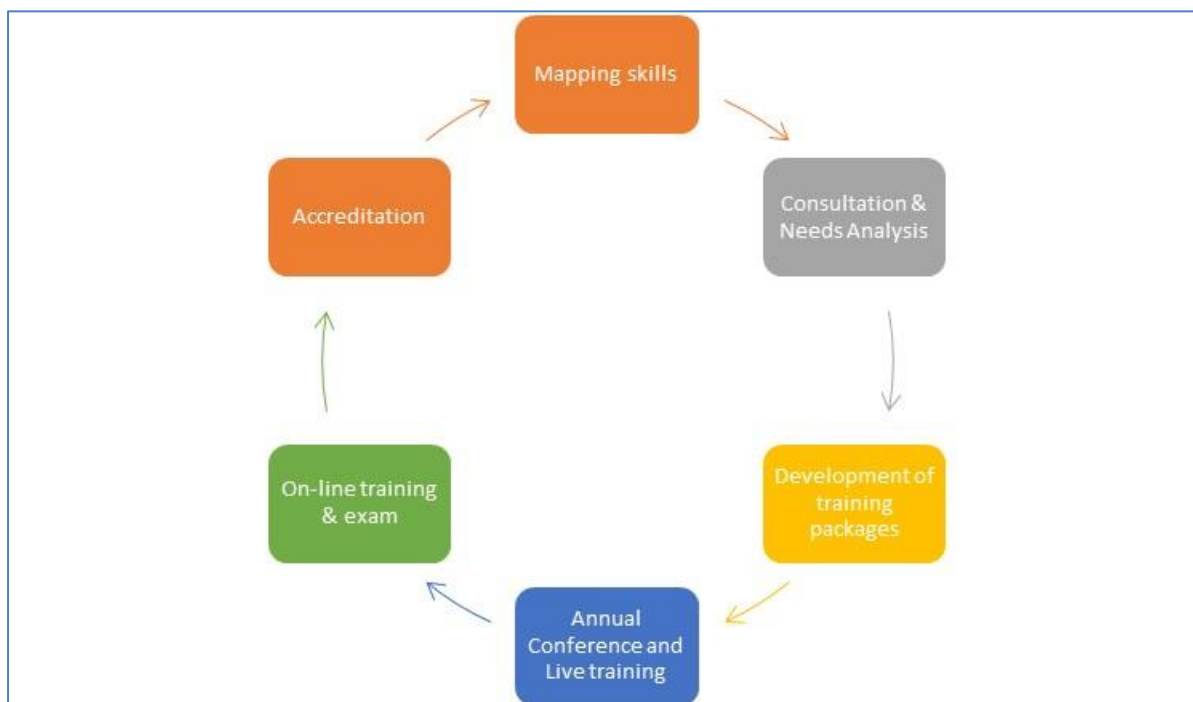 Mapping skills
Consultation &
Needs Analysis
Development of
training
packages
Annual
Conference and
Live training
On-line training
& exam
Accreditation